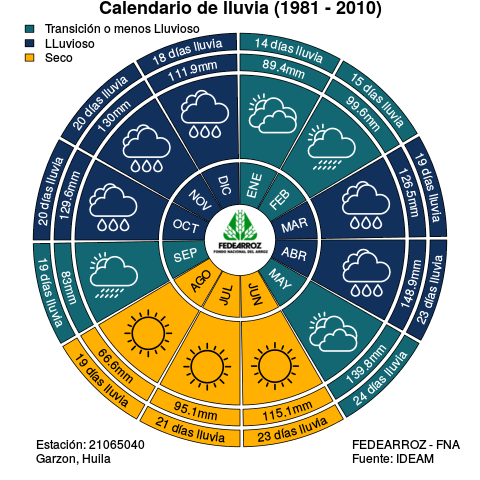 Calendario de lluvia (1981 - 2010)
Transición o menos Lluvioso
LLuvioso
Seco
14 días lluvia
89.4mm
ENE
15 días lluvia
99.6mm
FEB
19 días lluvia
126.5mm
MAR
23 días lluvia
148.9mm
ABR
24 días lluvia
139.8mm
MAY
23 días lluvia
115.1mm
JUN
21 días lluvia
95.1mm
JUL
19 días lluvia
66.6mm
AGO
19 días lluvia
83mm
SEP
20 días lluvia
129.6mm
OCT
20 días lluvia
130mm
NOV
18 días lluvia
111.9mm
DIC
FEDEARROZ
FONDO NACIONAL DEL ARROZ
Estación: 21065040
Garzon, Huila
FEDEARROZ - FNA
Fuente: IDEAM